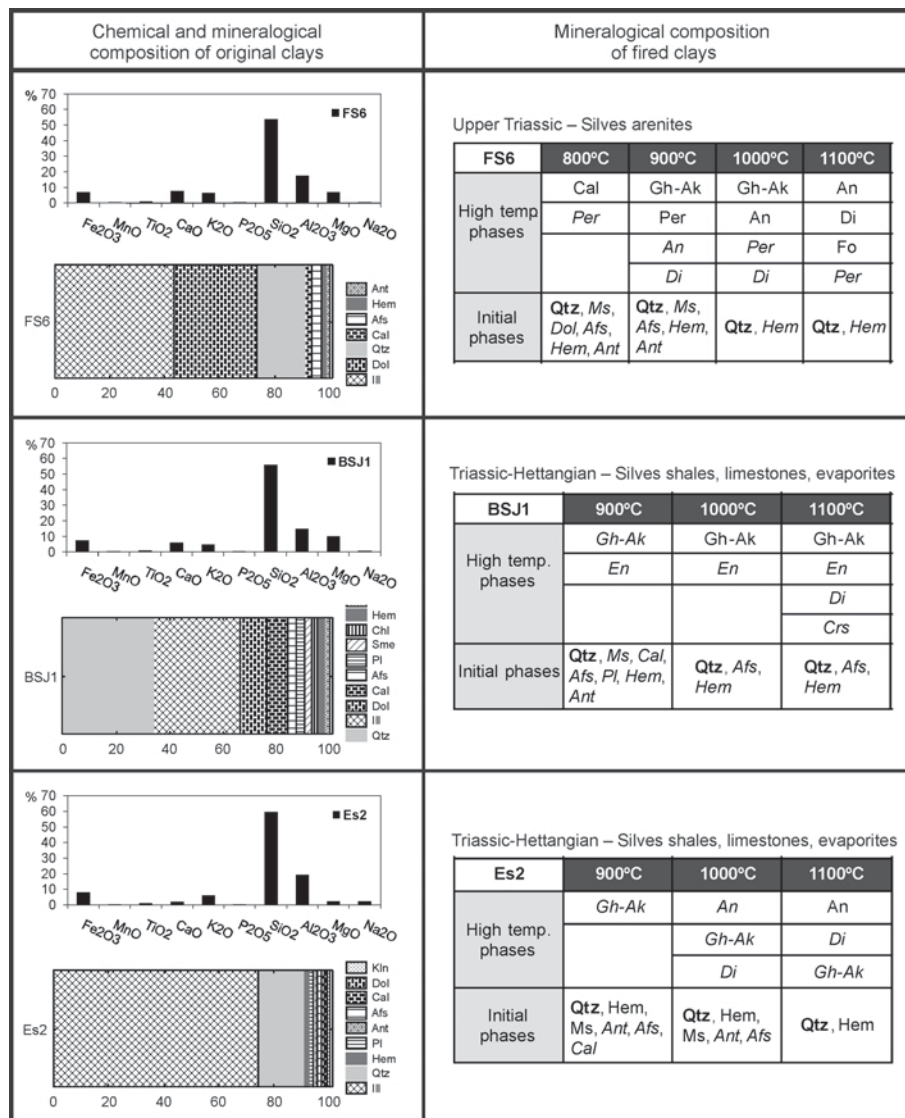 Chemical and mineralogical
composition of original clays
Mineralogical composition
of fired clays
%
70
60
50
40
30
20
10
0
FS6
Fe2O3 MnO TiO2 CaO K2O P2O5 SiO2 Al2O3 MgO Na2O
FS6
Ant
Hem
Afs
Cal
Qtz
Dol
Ill
0 20 40 60 80 100
Upper Triassic – Silves arenites
FS6 800ºC 900ºC 1000ºC 1100ºC
High temp. phases
Cal Gh-Ak Gh-Ak An
Per Per An Di
An Per Fo
Di Di Per
Initial phases
Qtz, Ms, Dol, Afs, Hem, Ant
Qtz, Ms, Afs, Hem, Ant
Qtz, Hem
Qtz, Hem
%
70
60
50
40
30
20
10
0
BSJ1
Fe2O3 MnO TiO2 CaO K2O P2O5 SiO2 Al2O3 MgO Na2O
BSJ1
Hem
Chl
Sme
Pl
Afs
Cal
Dol
Ill
Qtz
0 20 40 60 80 100
Triassic-Hettangian – Silves shales, limestones, evaporites
BSJ1 900ºC 1000ºC 1100ºC
High temp. phases
Gh-Ak Gh-Ak Gh-Ak
En En En
Di
Crs
Initial phases
Qtz, Ms, Cal, Afs, Pl, Hem, Ant
Qtz, Afs, Hem
Qtz, Afs, Hem
%
70
60
50
40
30
20
10
0
Es2
Fe2O3 MnO TiO2 CaO K2O P2O5 SiO2 Al2O3 MgO Na2O
Es2
Kln
Dol
Cal
Afs
Ant
Pl
Hem
Qtz
Ill
0 20 40 60 80 100
Triassic-Hettangian – Silves shales, limestones, evaporites
Es2 900ºC 1000ºC 1100ºC
High temp. phases
Gh-Ak An An
Gh-Ak Di
Di Gh-Ak
Initial phases
Qtz, Hem, Ms, Ant, Afs, Cal
Qtz, Hem, Ms, Ant, Afs
Qtz, Hem